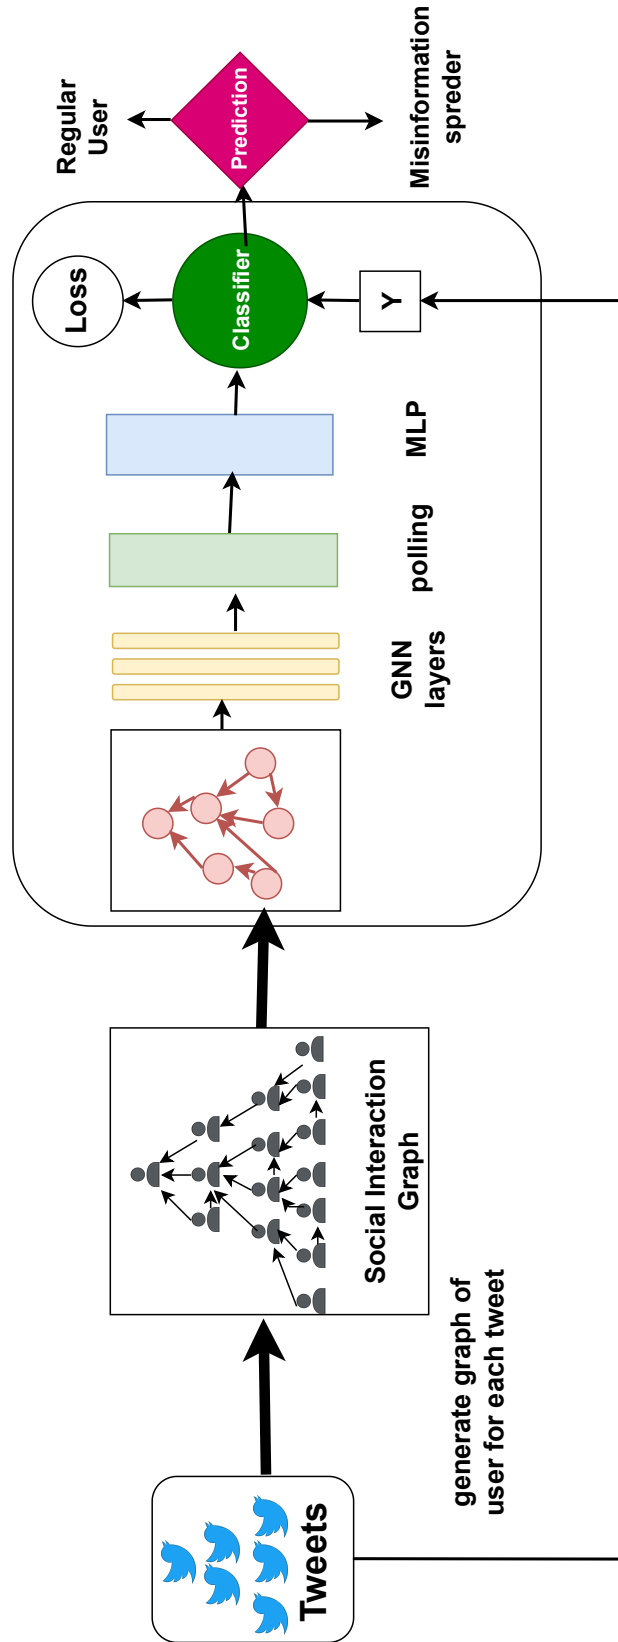 Tweets
generate graph of
user for each tweet
Social Interaction
Graph
GNN
layers
polling
MLP
Loss
Classifier
Y
Prediction
Regular
User
Misinformation
spreder